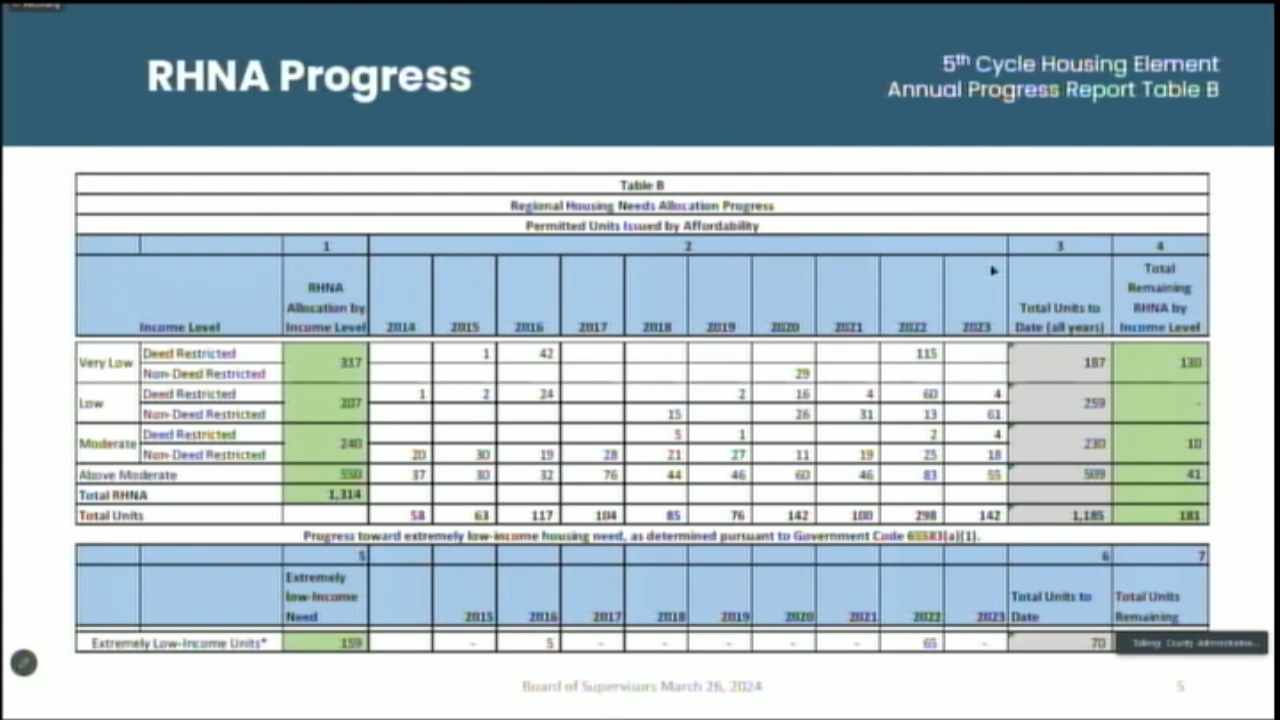 RHNA Progress
5th Cycle Housing Element
Annual Progress Report Table B
Table B
Regional Housing Needs Allocation Progress
Permitted Units Issued by Affordability
1 2 3 4
Income Level RHNA Allocation by Income Level 2014 2015 2016 2017 2018 2019 2020 2021 2022 2023 Total Units to Date (all years) Total Remaining RHNA by Income Level
Very Low 317 187 130
Deed Restricted 1 42 115
Non-Deed Restricted 29
Low 207 259 -
Deed Restricted 1 2 24 2 16 4 60 4
Non-Deed Restricted 15 26 31 13 61
Moderate 240 230 10
Deed Restricted 5 1 2 4
Non-Deed Restricted 20 30 19 28 21 27 11 19 25 18
Above Moderate 550 37 30 32 76 44 46 60 46 83 55 509 41
Total RHNA 1,314
Total Units 58 63 117 104 85 76 142 100 298 142 1,185 181
Progress toward extremely low-income housing need, as determined pursuant to Government Code 65583(a)(1).
5 6 7
Extremely low-Income Need 2015 2016 2017 2018 2019 2020 2021 2022 2023 Total Units to Date Total Units Remaining
Extremely Low-Income Units* 159 - 5 - - - - - 65 - 70
Talking: County Administrative...
Board of Supervisors March 26, 2024
5